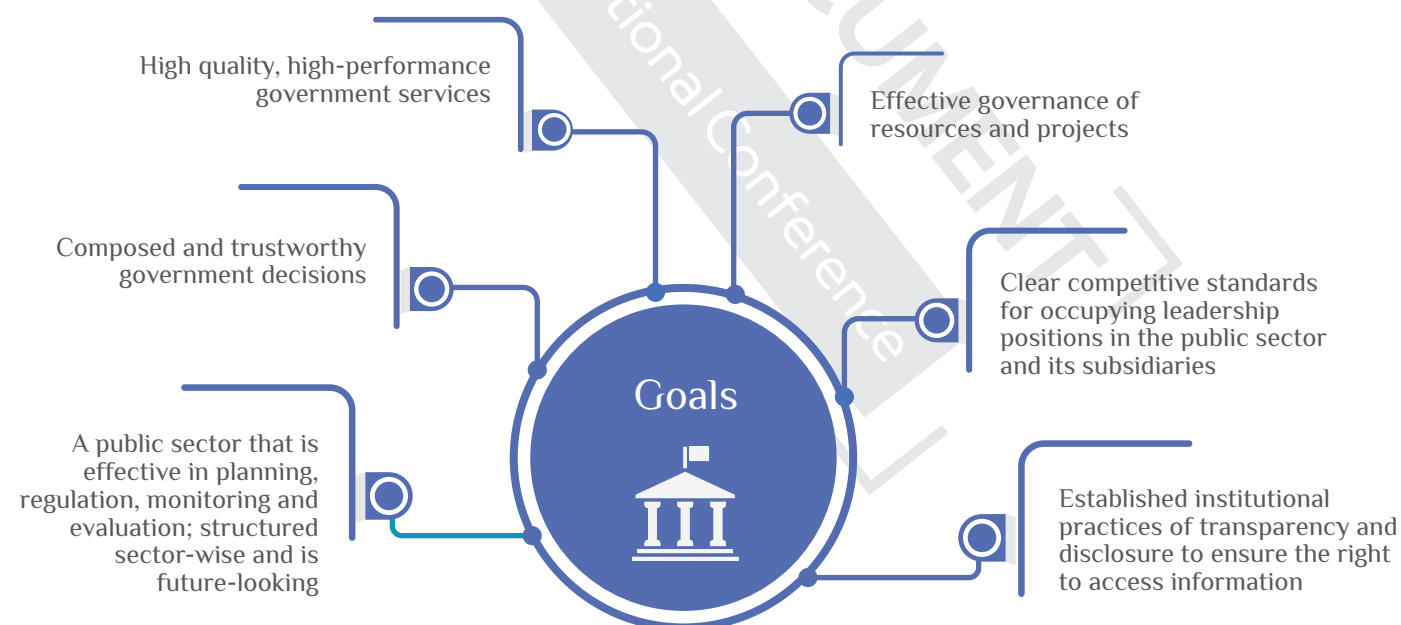 High quality, high-performance
government services
Effective governance of
resources and projects
Composed and trustworthy
government decisions
Clear competitive standards
for occupying leadership
positions in the public sector
and its subsidiaries
Goals
A public sector that is
effective in planning,
regulation, monitoring and
evaluation; structured
sector-wise and is
future-looking
Established institutional
practices of transparency and
disclosure to ensure the right
to access information
tional Conference
CUMENT